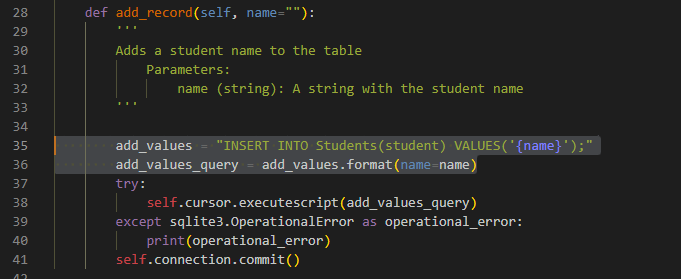 28 def add_record(self, name=""):
29 '''
30 Adds a student name to the table
31 Parameters:
32 name (string): A string with the student name
33 '''
34
35 add_values = "INSERT INTO Students(student) VALUES('{name}');"
36 add_values_query = add_values.format(name=name)
37 try:
38 self.cursor.executescript(add_values_query)
39 except sqlite3.OperationalError as operational_error:
40 print(operational_error)
41 self.connection.commit()